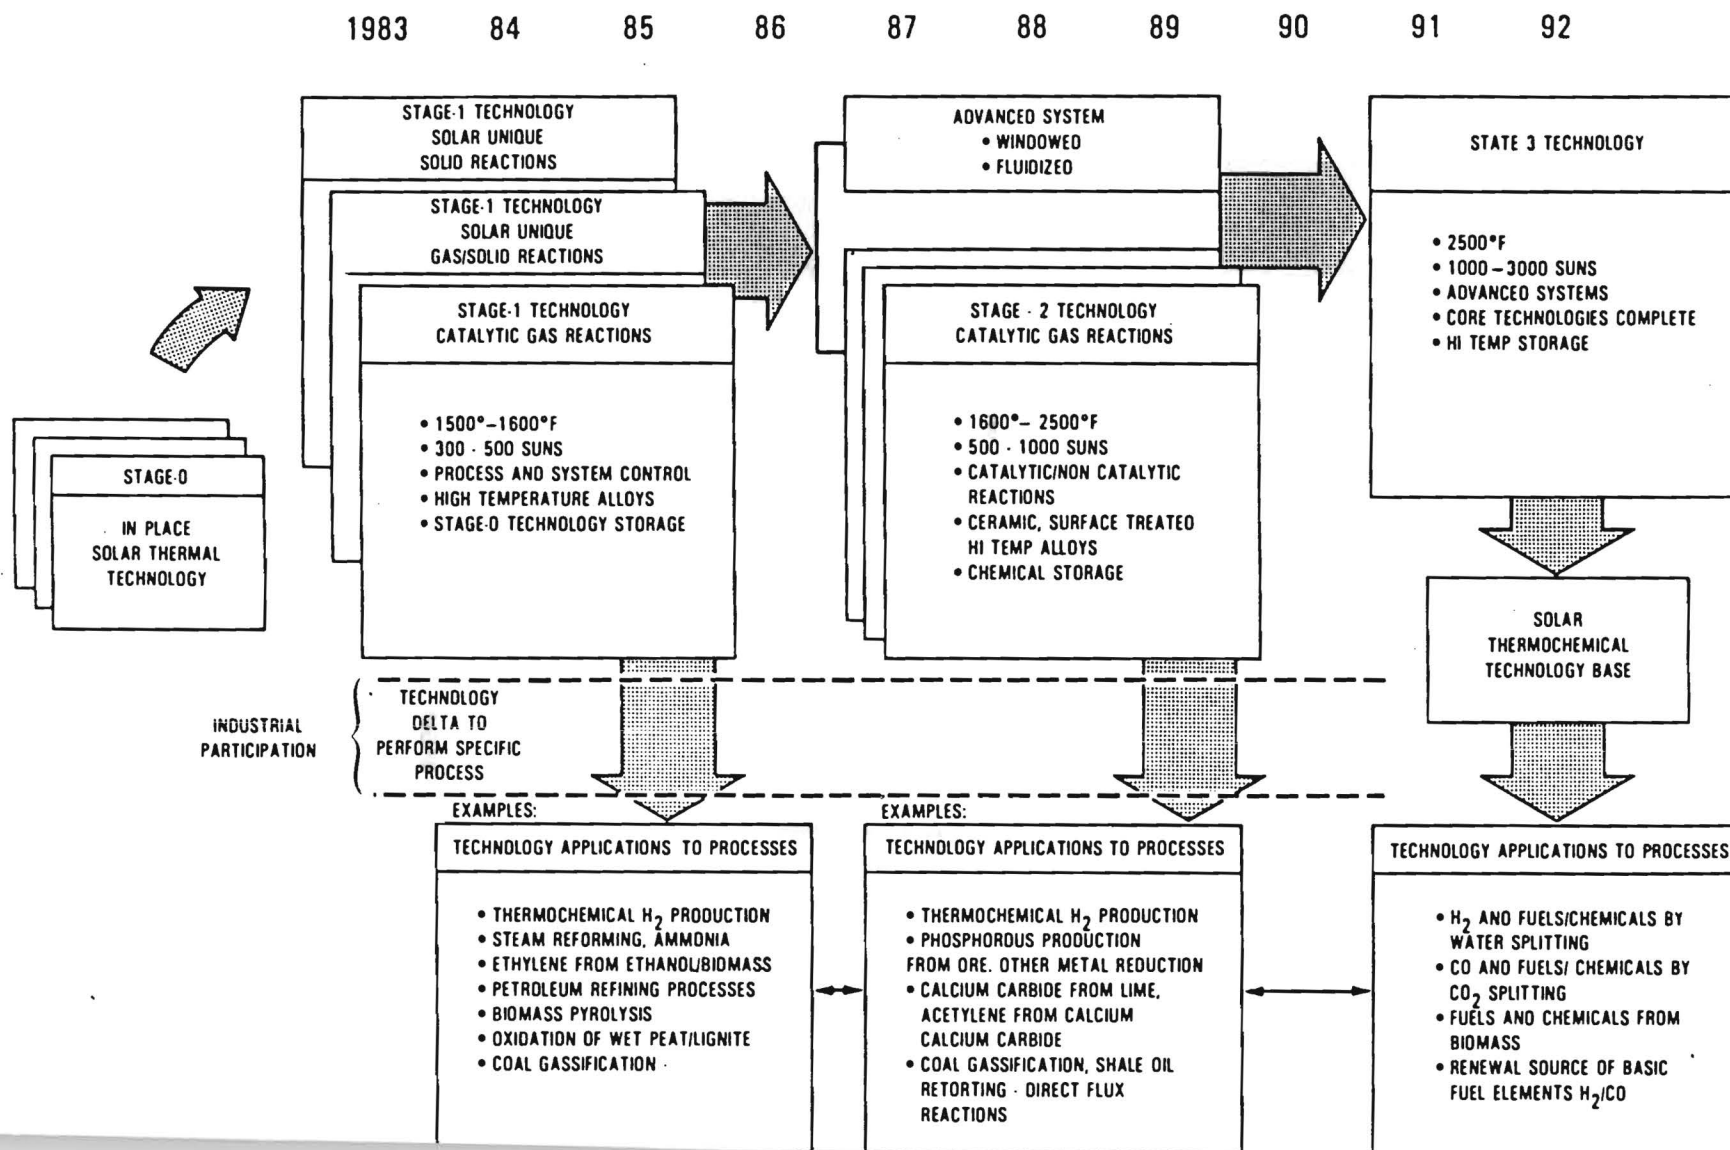 1983 84 85 86 87 88 89 90 91 92
STAGE-1 TECHNOLOGY
SOLAR UNIQUE
SOLID REACTIONS
STAGE-1 TECHNOLOGY
SOLAR UNIQUE
GAS/SOLID REACTIONS
STAGE-1 TECHNOLOGY
CATALYTIC GAS REACTIONS
• 1500°-1600°F
• 300 - 500 SUNS
• PROCESS AND SYSTEM CONTROL
• HIGH TEMPERATURE ALLOYS
• STAGE-0 TECHNOLOGY STORAGE
STAGE-0
IN PLACE
SOLAR THERMAL
TECHNOLOGY
ADVANCED SYSTEM
• WINDOWED
• FLUIDIZED
STAGE - 2 TECHNOLOGY
CATALYTIC GAS REACTIONS
• 1600°- 2500°F
• 500 - 1000 SUNS
• CATALYTIC/NON CATALYTIC
REACTIONS
• CERAMIC, SURFACE TREATED
HI TEMP ALLOYS
• CHEMICAL STORAGE
STATE 3 TECHNOLOGY
• 2500°F
• 1000-3000 SUNS
• ADVANCED SYSTEMS
• CORE TECHNOLOGIES COMPLETE
• HI TEMP STORAGE
SOLAR
THERMOCHEMICAL
TECHNOLOGY BASE
INDUSTRIAL
PARTICIPATION
TECHNOLOGY
DELTA TO
PERFORM SPECIFIC
PROCESS
EXAMPLES:
TECHNOLOGY APPLICATIONS TO PROCESSES
• THERMOCHEMICAL H2 PRODUCTION
• STEAM REFORMING, AMMONIA
• ETHYLENE FROM ETHANOL/BIOMASS
• PETROLEUM REFINING PROCESSES
• BIOMASS PYROLYSIS
• OXIDATION OF WET PEAT/LIGNITE
• COAL GASSIFICATION
EXAMPLES:
TECHNOLOGY APPLICATIONS TO PROCESSES
• THERMOCHEMICAL H2 PRODUCTION
• PHOSPHORDUS PRODUCTION
FROM ORE. OTHER METAL REDUCTION
• CALCIUM CARBIDE FROM LIME,
ACETYLENE FROM CALCIUM
CALCIUM CARBIDE
• COAL GASSIFICATION, SHALE OIL
RETORTING - DIRECT FLUX
REACTIONS
TECHNOLOGY APPLICATIONS TO PROCESSES
• H2 AND FUELS/CHEMICALS BY
WATER SPLITTING
• CO AND FUELS/ CHEMICALS BY
CO2 SPLITTING
• FUELS AND CHEMICALS FROM
BIOMASS
• RENEWAL SOURCE OF BASIC
FUEL ELEMENTS H2/CO